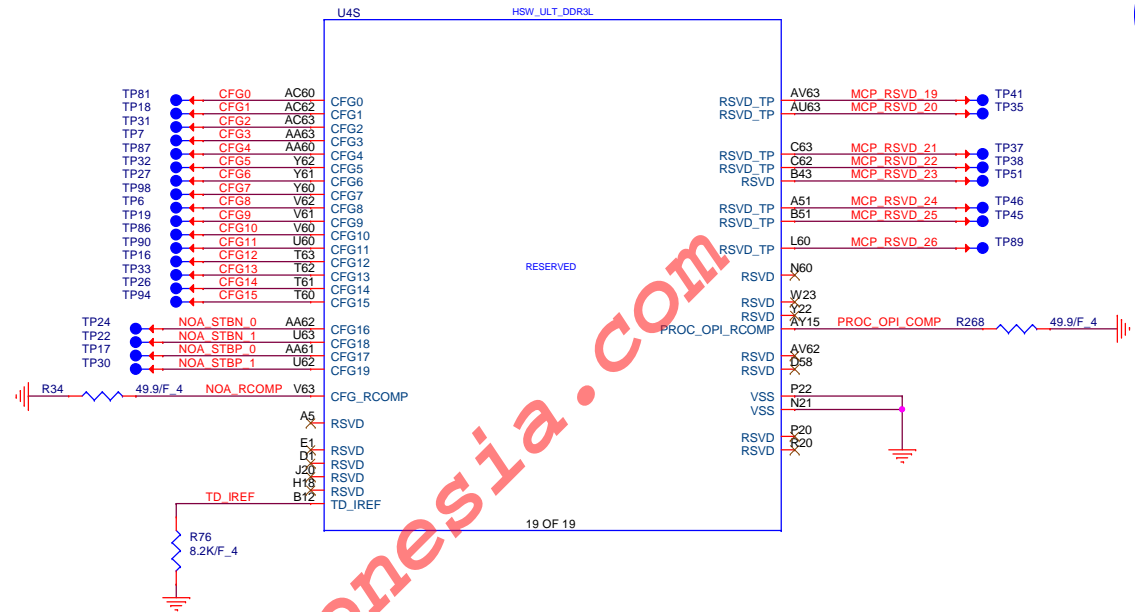 U4S
HSW_ULT_DDR3L
TP81 CFG0 AC60 CFG0
TP18 CFG1 AC62 CFG1
TP31 CFG2 AC63 CFG2
TP7 CFG3 AA63 CFG3
TP87 CFG4 AA60 CFG4
TP32 CFG5 Y62 CFG5
TP27 CFG6 Y61 CFG6
TP98 CFG7 Y60 CFG7
TP6 CFG8 V62 CFG8
TP19 CFG9 V61 CFG9
TP86 CFG10 V60 CFG10
TP90 CFG11 U60 CFG11
TP16 CFG12 T63 CFG12
TP33 CFG13 T62 CFG13
TP26 CFG14 T61 CFG14
TP94 CFG15 T60 CFG15
TP24 NOA_STBN_0 AA62 CFG16
TP22 NOA_STBN_1 U63 CFG18
TP17 NOA_STBP_0 AA61 CFG17
TP30 NOA_STBP_1 U62 CFG19
R34 49.9/F_4 NOA_RCOMP V63 CFG_RCOMP
A5 RSVD
E1 RSVD
D1 RSVD
J20 RSVD
H18 RSVD
TD_IREF B12 TD_IREF
R76
8.2K/F_4
RESERVED
19 OF 19
RSVD_TP AV63 MCP_RSVD_19 TP41
RSVD_TP AU63 MCP_RSVD_20 TP35
RSVD_TP C63 MCP_RSVD_21 TP37
RSVD_TP C62 MCP_RSVD_22 TP38
RSVD B43 MCP_RSVD_23 TP51
RSVD_TP A51 MCP_RSVD_24 TP46
RSVD_TP B51 MCP_RSVD_25 TP45
RSVD_TP L60 MCP_RSVD_26 TP89
RSVD N60
RSVD W23
RSVD Y22
PROC_OPI_RCOMP AY15 PROC_OPI_COMP R268 49.9/F_4
RSVD AV62
RSVD D58
VSS P22
VSS N21
RSVD P20
RSVD R20
onesia.com